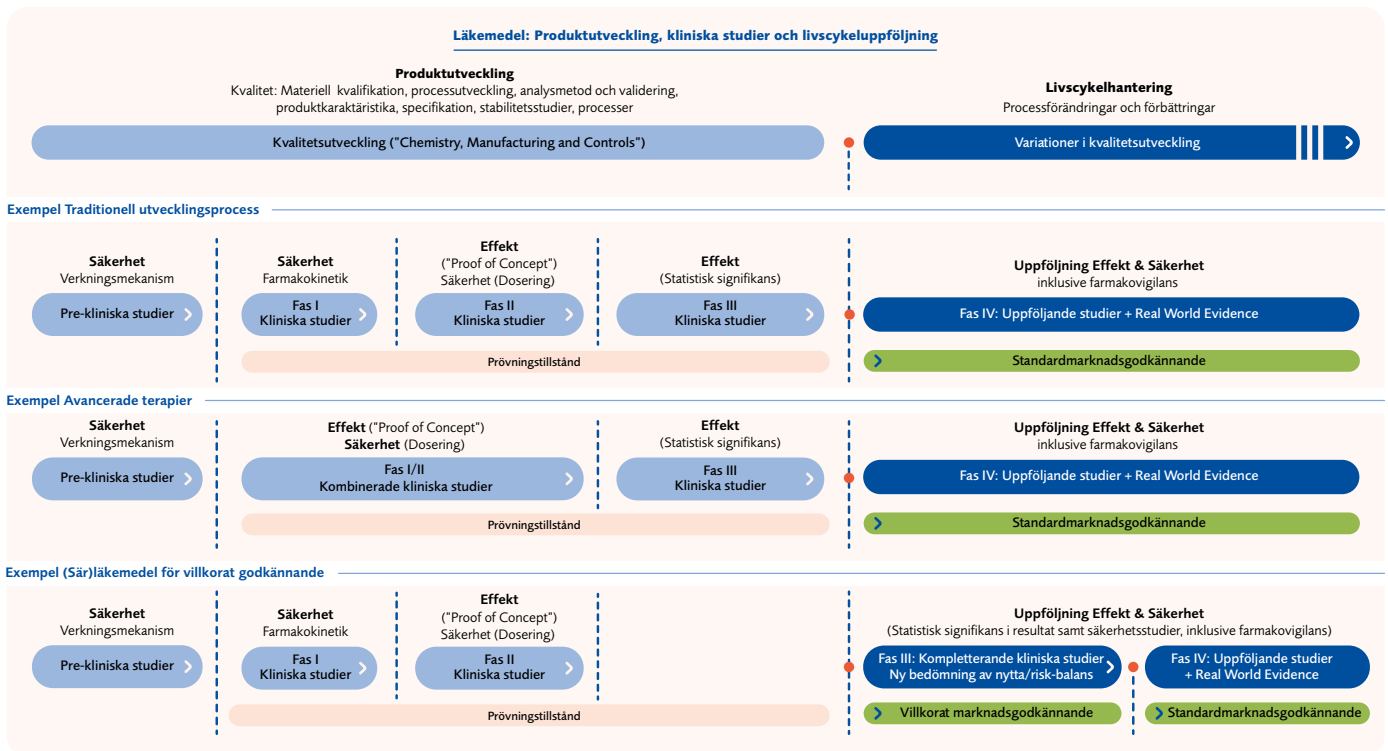 Läkemedel: Produktutveckling, kliniska studier och livscykeluppföljning
Produktutveckling
Kvalitet: Materiell kvalifikation, processutveckling, analysmetod och validering,
produktkaraktäristika, specifikation, stabilitetsstudier, processer
Livscykelhantering
Processförändringar och förbättringar
Kvalitetsutveckling ("Chemistry, Manufacturing and Controls")
Variationer i kvalitetsutveckling
Exempel Traditionell utvecklingsprocess
Säkerhet
Verkningsmekanism
Pre-kliniska studier
Säkerhet
Farmakokinetik
Fas I
Kliniska studier
Effekt
("Proof of Concept")
Säkerhet (Dosering)
Fas II
Kliniska studier
Effekt
(Statistisk signifikans)
Fas III
Kliniska studier
Prövningstillstånd
Uppföljning Effekt & Säkerhet
inklusive farmakovigilans
Fas IV: Uppföljande studier + Real World Evidence
Standardmarknadsgodkännande
Exempel Avancerade terapier
Säkerhet
Verkningsmekanism
Pre-kliniska studier
Effekt ("Proof of Concept")
Säkerhet (Dosering)
Fas I/II
Kombinerade kliniska studier
Effekt
(Statistisk signifikans)
Fas III
Kliniska studier
Prövningstillstånd
Uppföljning Effekt & Säkerhet
inklusive farmakovigilans
Fas IV: Uppföljande studier + Real World Evidence
Standardmarknadsgodkännande
Exempel (Sär)läkemedel för villkorat godkännande
Säkerhet
Verkningsmekanism
Pre-kliniska studier
Säkerhet
Farmakokinetik
Fas I
Kliniska studier
Effekt
("Proof of Concept")
Säkerhet (Dosering)
Fas II
Kliniska studier
Prövningstillstånd
Uppföljning Effekt & Säkerhet
(Statistisk signifikans i resultat samt säkerhetsstudier, inklusive farmakovigilans)
Fas III: Kompletterande kliniska studier
Ny bedömning av nytta/risk-balans
Villkorat marknadsgodkännande
Fas IV: Uppföljande studier
+ Real World Evidence
Standardmarknadsgodkännande